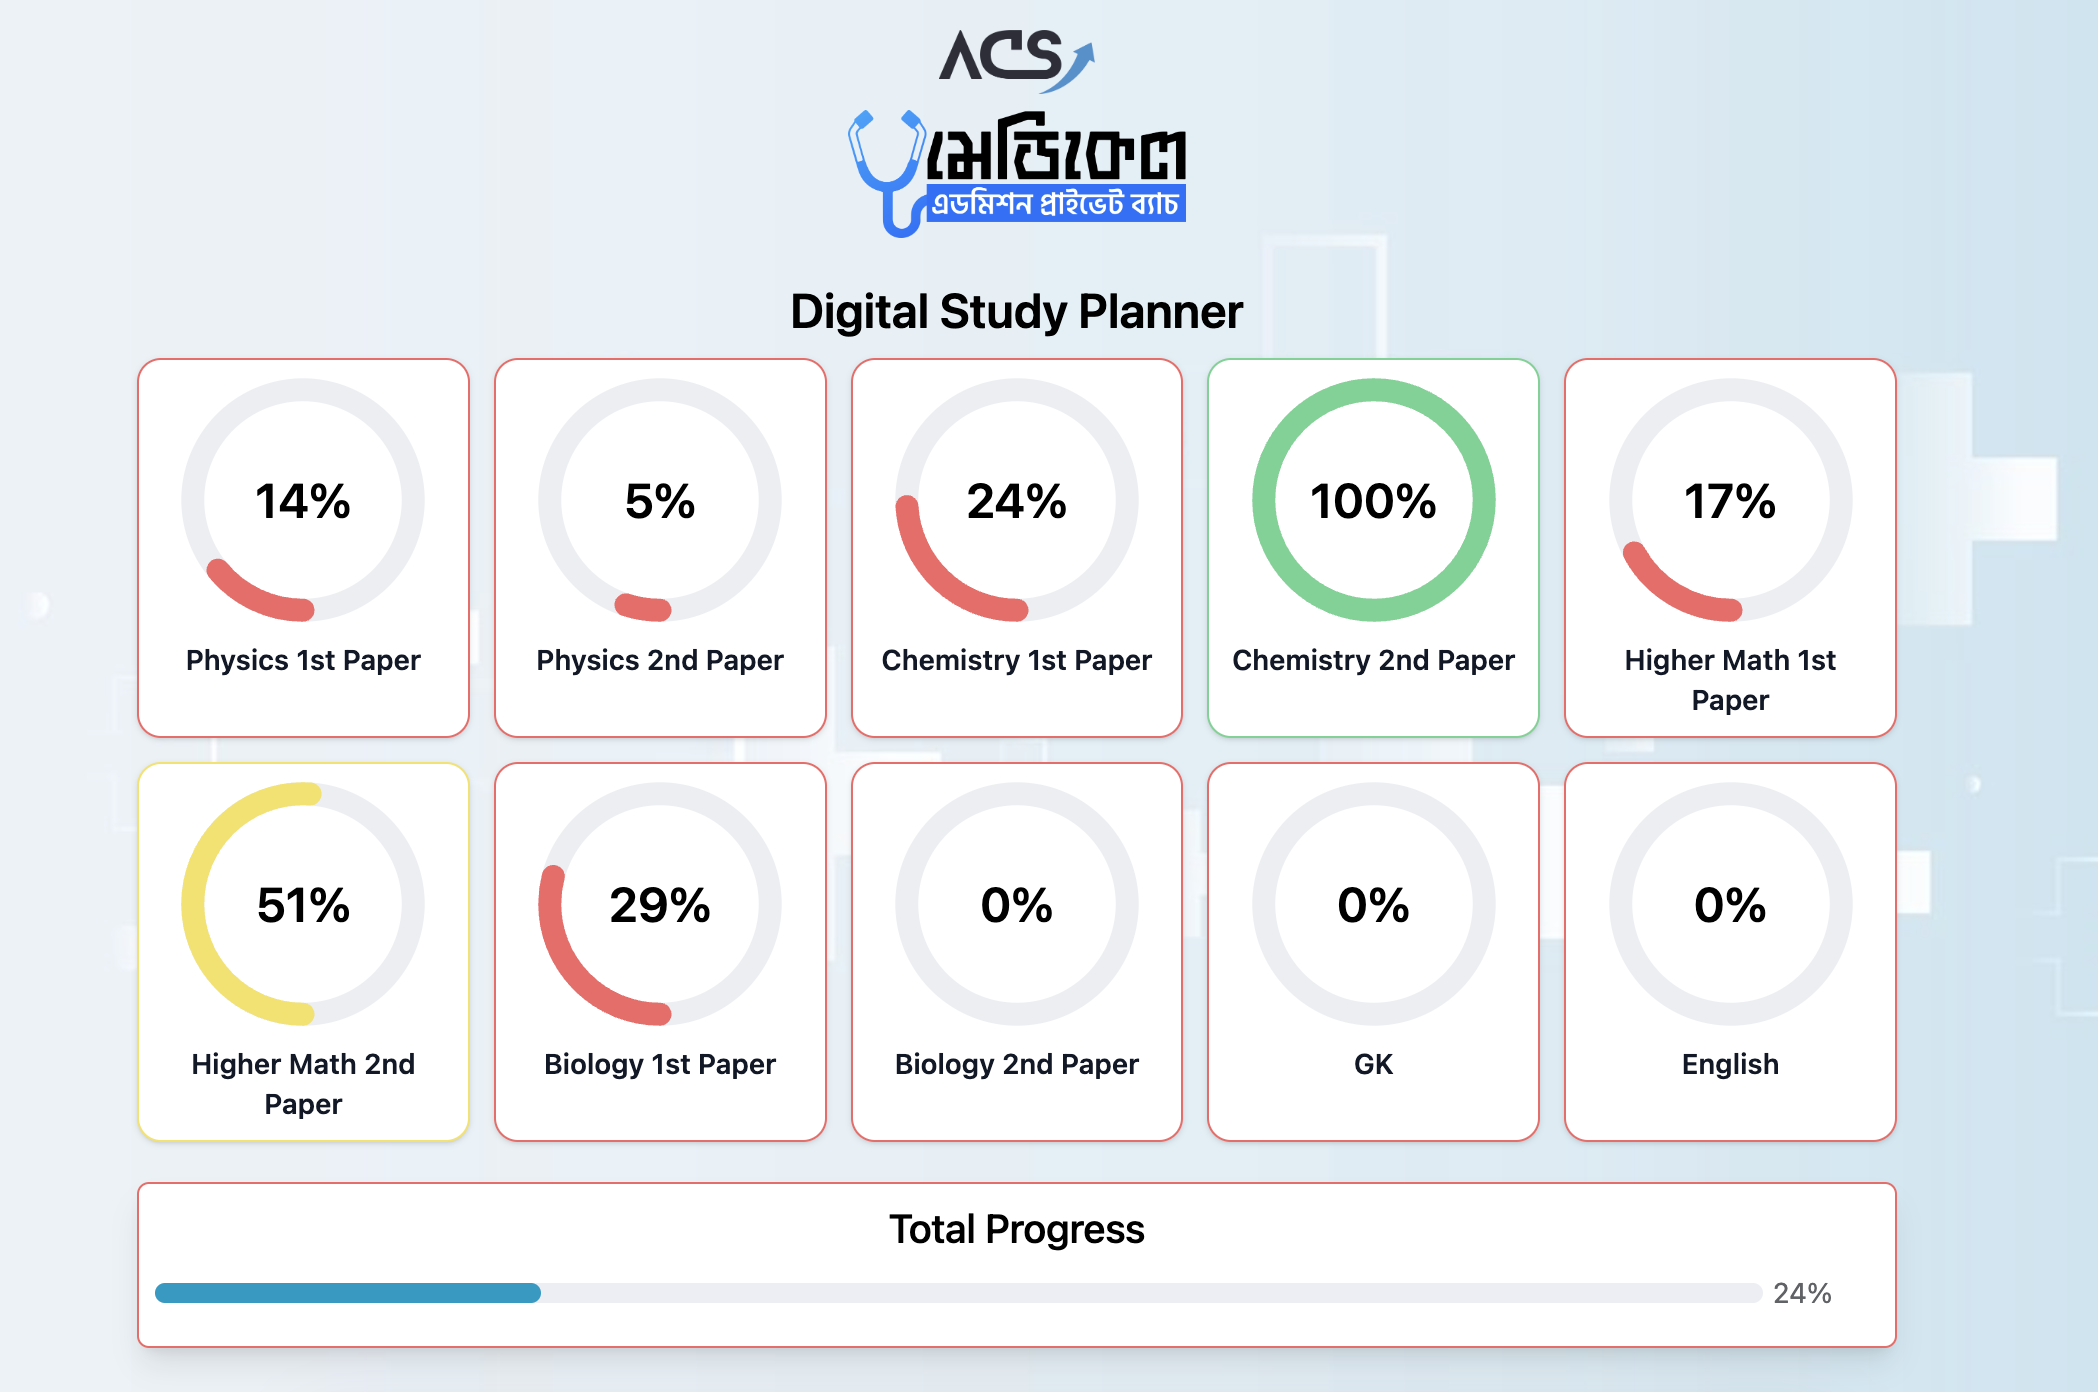 ACS
মেডিকেল
এডমিশন প্রাইভেট ব্যাচ
Digital Study Planner
14%
Physics 1st Paper
5%
Physics 2nd Paper
24%
Chemistry 1st Paper
100%
Chemistry 2nd Paper
17%
Higher Math 1st
Paper
51%
Higher Math 2nd
Paper
29%
Biology 1st Paper
0%
Biology 2nd Paper
0%
GK
0%
English
Total Progress
24%